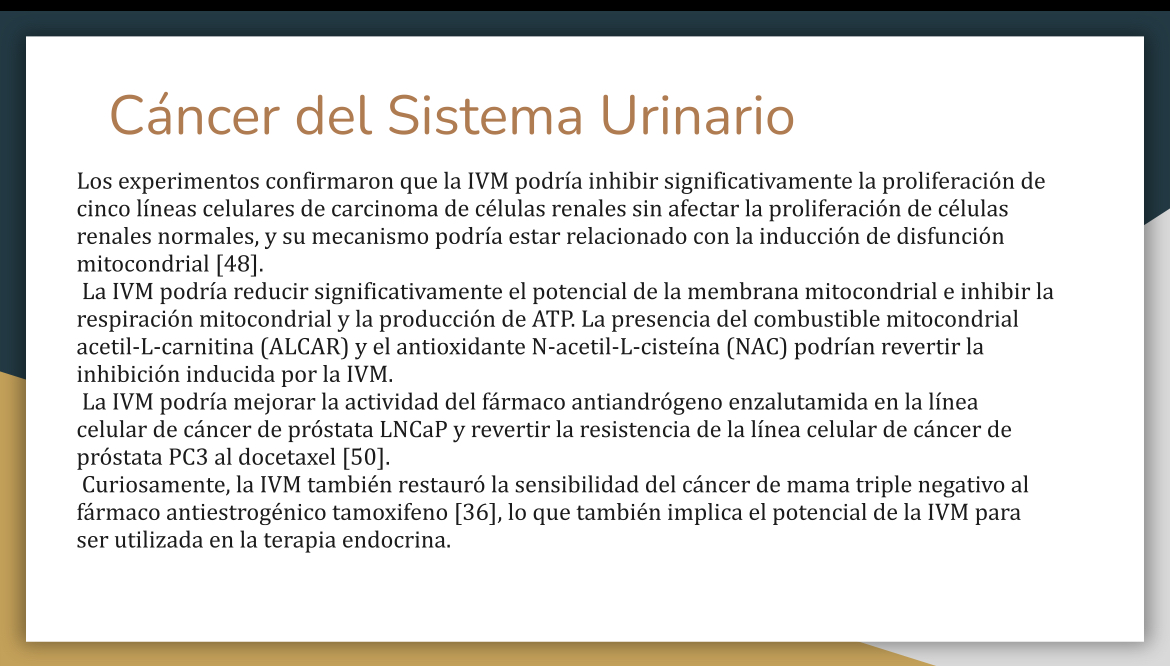 Cáncer del Sistema Urinario
Los experimentos confirmaron que la IVM podría inhibir significativamente la proliferación de
cinco líneas celulares de carcinoma de células renales sin afectar la proliferación de células
renales normales, y su mecanismo podría estar relacionado con la inducción de disfunción
mitocondrial [48].
La IVM podría reducir significativamente el potencial de la membrana mitocondrial e inhibir la
respiración mitocondrial y la producción de ATP. La presencia del combustible mitocondrial
acetil-L-carnitina (ALCAR) y el antioxidante N-acetil-L-cisteína (NAC) podrían revertir la
inhibición inducida por la IVM.
La IVM podría mejorar la actividad del fármaco antiandrógeno enzalutamida en la línea
celular de cáncer de próstata LNCaP y revertir la resistencia de la línea celular de cáncer de
próstata PC3 al docetaxel [50].
Curiosamente, la IVM también restauró la sensibilidad del cáncer de mama triple negativo al
fármaco antiestrogénico tamoxifeno [36], lo que también implica el potencial de la IVM para
ser utilizada en la terapia endocrina.